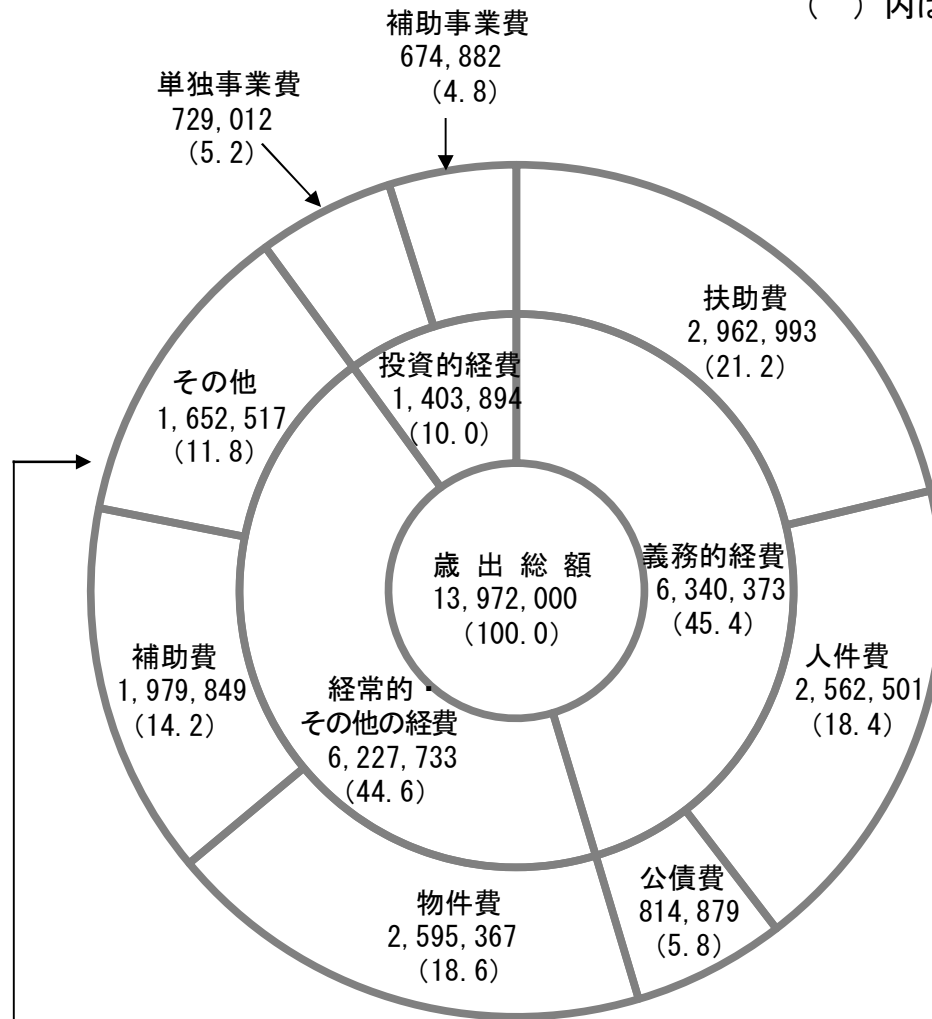 （　）内は
補助事業費
674,882
(4.8)
単独事業費
729,012
(5.2)
扶助費
2,962,993
(21.2)
投資的経費
1,403,894
(10.0)
その他
1,652,517
(11.8)
歳出総額
13,972,000
(100.0)
義務的経費
6,340,373
(45.4)
人件費
2,562,501
(18.4)
補助費
1,979,849
(14.2)
経常的・
その他の経費
6,227,733
(44.6)
公債費
814,879
(5.8)
物件費
2,595,367
(18.6)